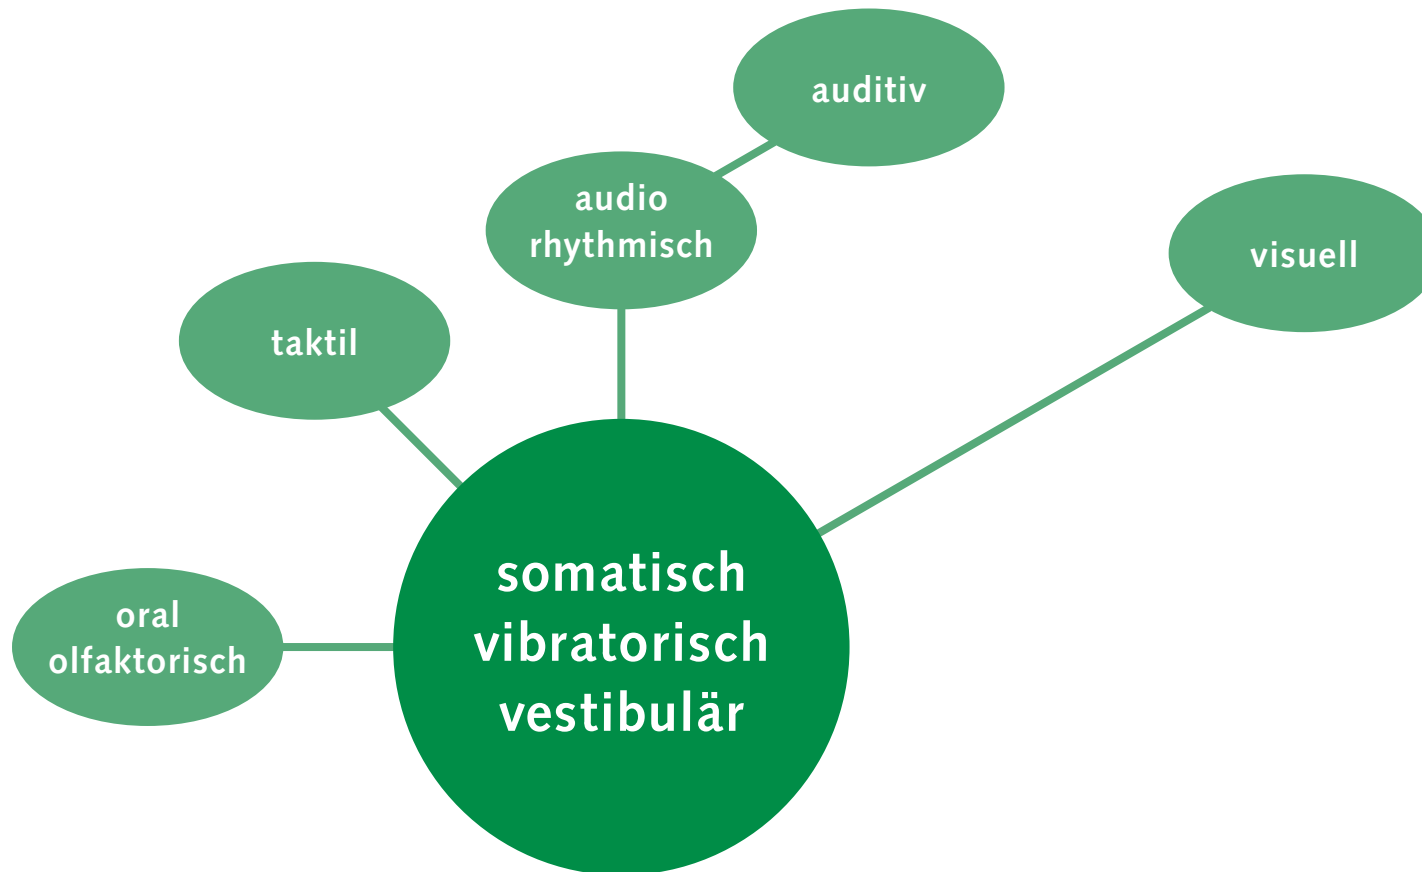 auditiv
audio
rhythmisch
visuell
taktil
somatisch
vibratorisch
vestibulär
oral
olfaktorisch